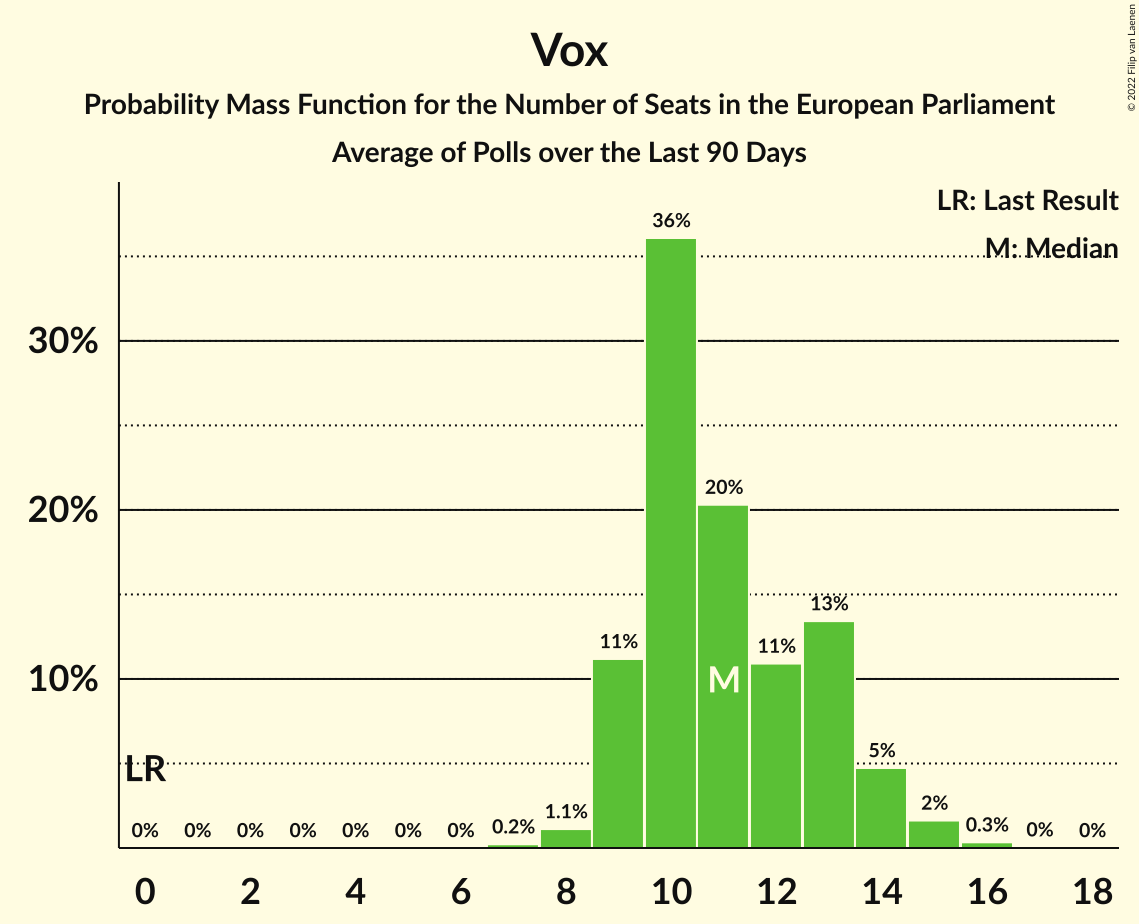 Vox
Probability Mass Function for the Number of Seats in the European Parliament
Average of Polls over the Last 90 Days
© 2022 Filip van Laenen
LR: Last Result
M: Median
36%
30%
20%
20%
13%
11%
11%
10%
M
LR
5%
2%
1.1%
0.3%
0.2%
0% 0% 0% 0% 0% 0% 0% 0% 0%
0 2 4 6 8 10 12 14 16 18